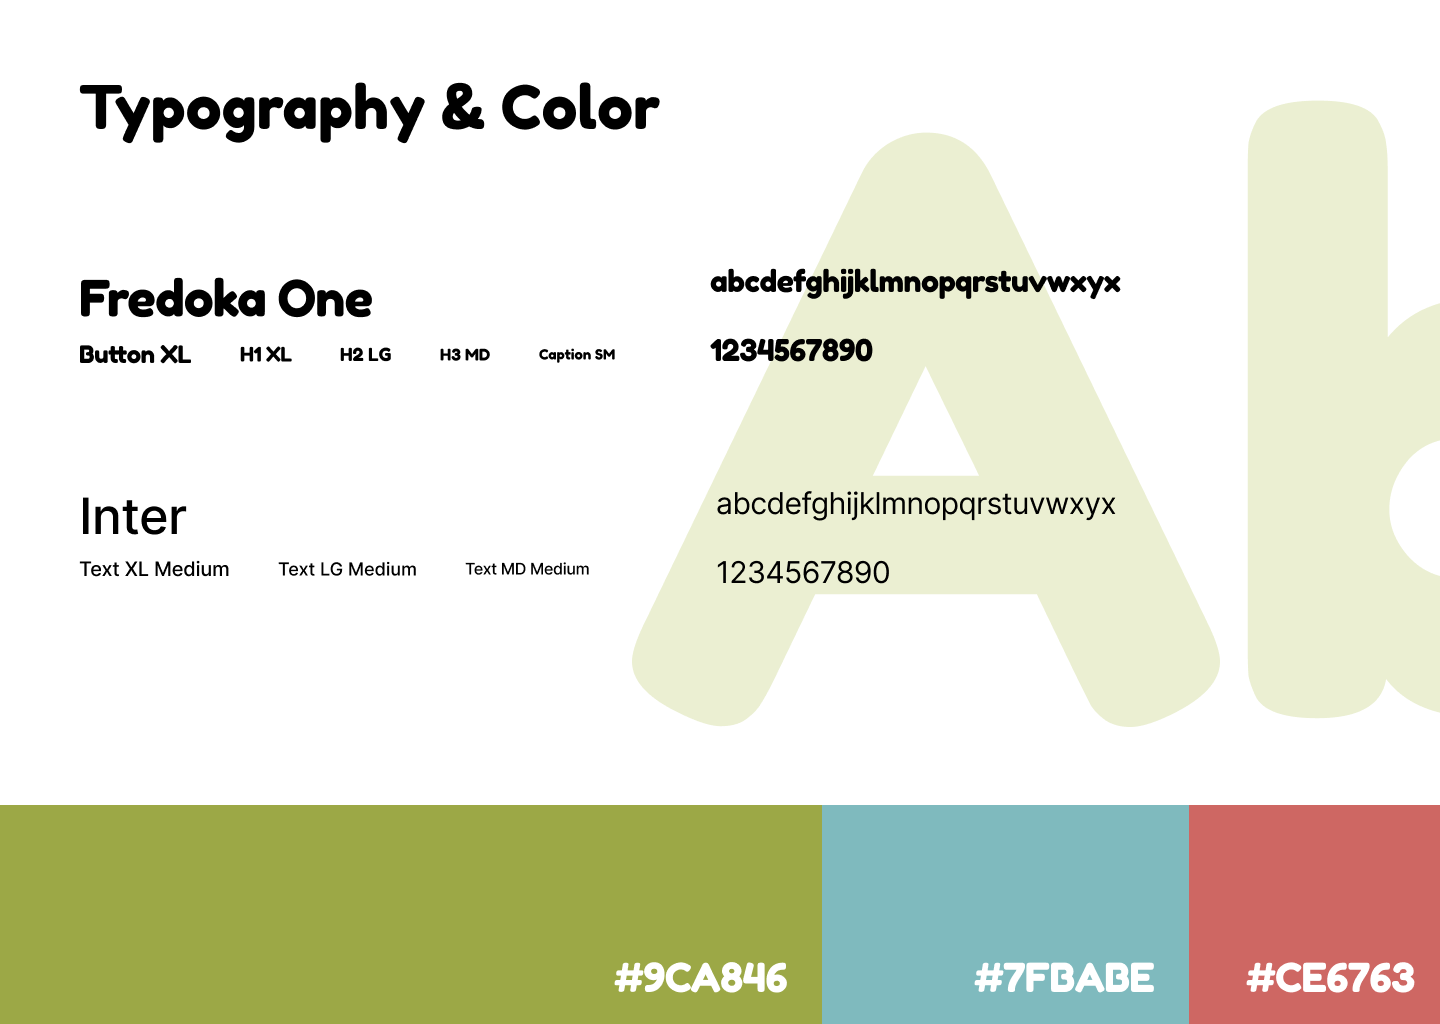 Typography & Color
Fredoka One
Button XL H1 XL H2 LG H3 MD Caption SM
abcdefghijklmnopqrstuvwxyx
1234567890
Inter
Text XL Medium Text LG Medium Text MD Medium
abcdefghijklmnopqrstuvwxyx
1234567890
Ab
#9CA846 #7FBABE #CE6763